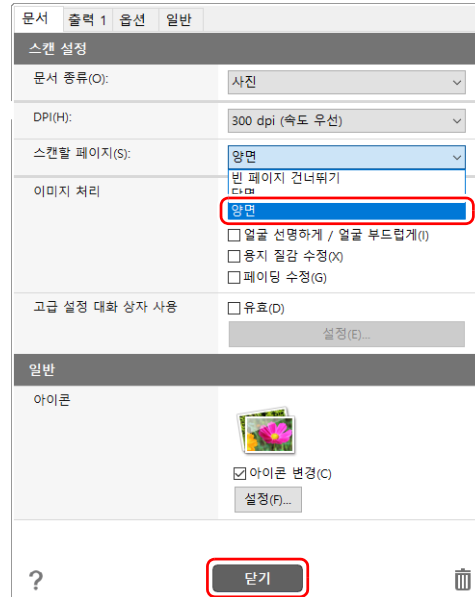 문서 출력 1 옵션 일반
스캔 설정
문서 종류(O): 사진
DPI(H): 300 dpi (속도 우선)
스캔할 페이지(S): 양면
빈 페이지 건너뛰기
양면
이미지 처리
얼굴 선명하게 / 얼굴 부드럽게(I)
용지 질감 수정(X)
페이딩 수정(G)
고급 설정 대화 상자 사용 유효(D)
설정(E)...
일반
아이콘
아이콘 변경(C)
설정(F)...
? 닫기